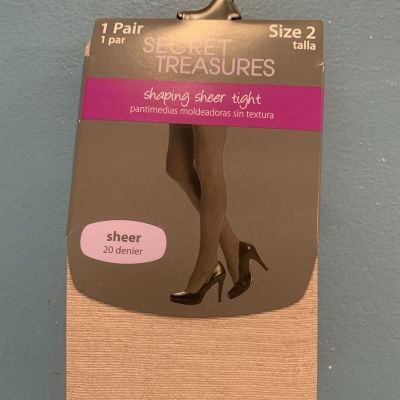 1 Pair
1 par
Size 2
talla
SECRET
TREASURES
shaping sheer tight
pantimedias moldeadoras sin textura
sheer
20 denier